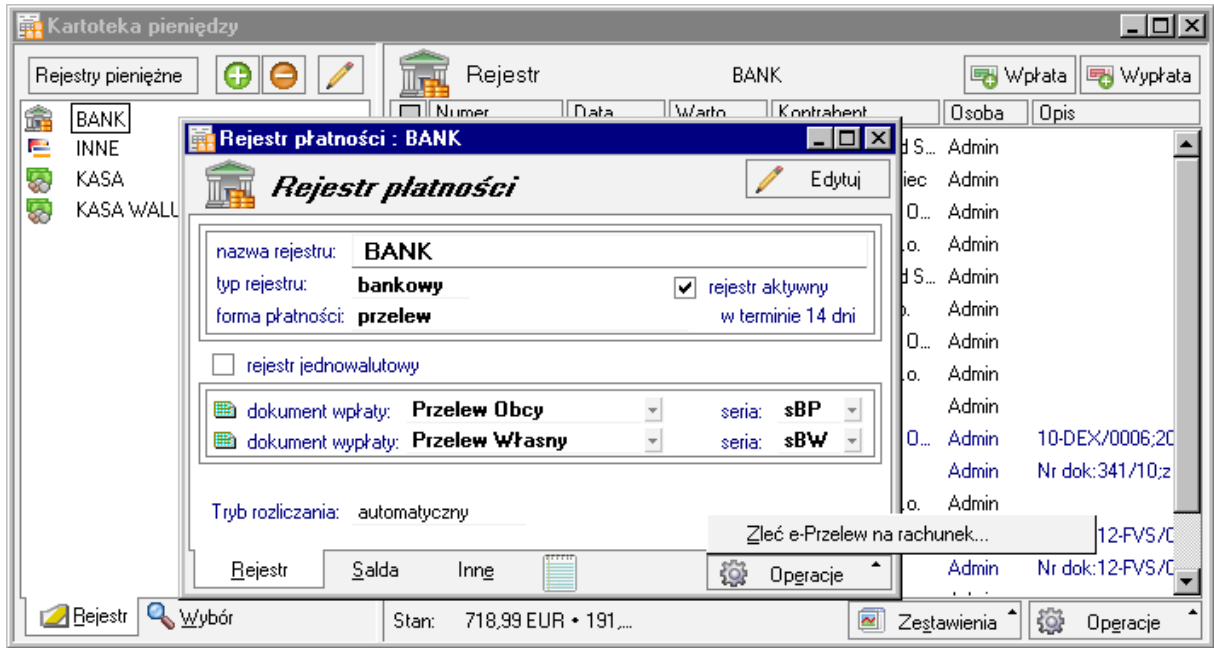 Kartoteka pieniędzy
Rejestry pieniężne
Rejestr BANK Wpłata Wypłata
BANK
INNE
KASA
KASA WALU
Numer Data Warto Kontrahent Osoba Opis
Rejestr płatności : BANK
Rejestr płatności
Edytuj
nazwa rejestru: BANK
typ rejestru: bankowy
rejestr aktywny
forma płatności: przelew
w terminie 14 dni
rejestr jednowalutowy
dokument wpłaty: Przelew Obcy seria: sBP
dokument wypłaty: Przelew Własny seria: sBW
Tryb rozliczania: automatyczny
Zleć e-Przelew na rachunek...
Rejestr Salda Inne Operacje
d S... Admin
iec Admin
O... Admin
.o. Admin
d S... Admin
. Admin
O... Admin
.o. Admin
Admin
O... Admin 10-DEX/0006;20
Admin Nr dok:341/10;z
.o. Admin
12-FVS/0
Admin Nr dok:12-FVS/0
Rejestr Wybór
Stan: 718,99 EUR • 191,...
Zestawienia Operacje